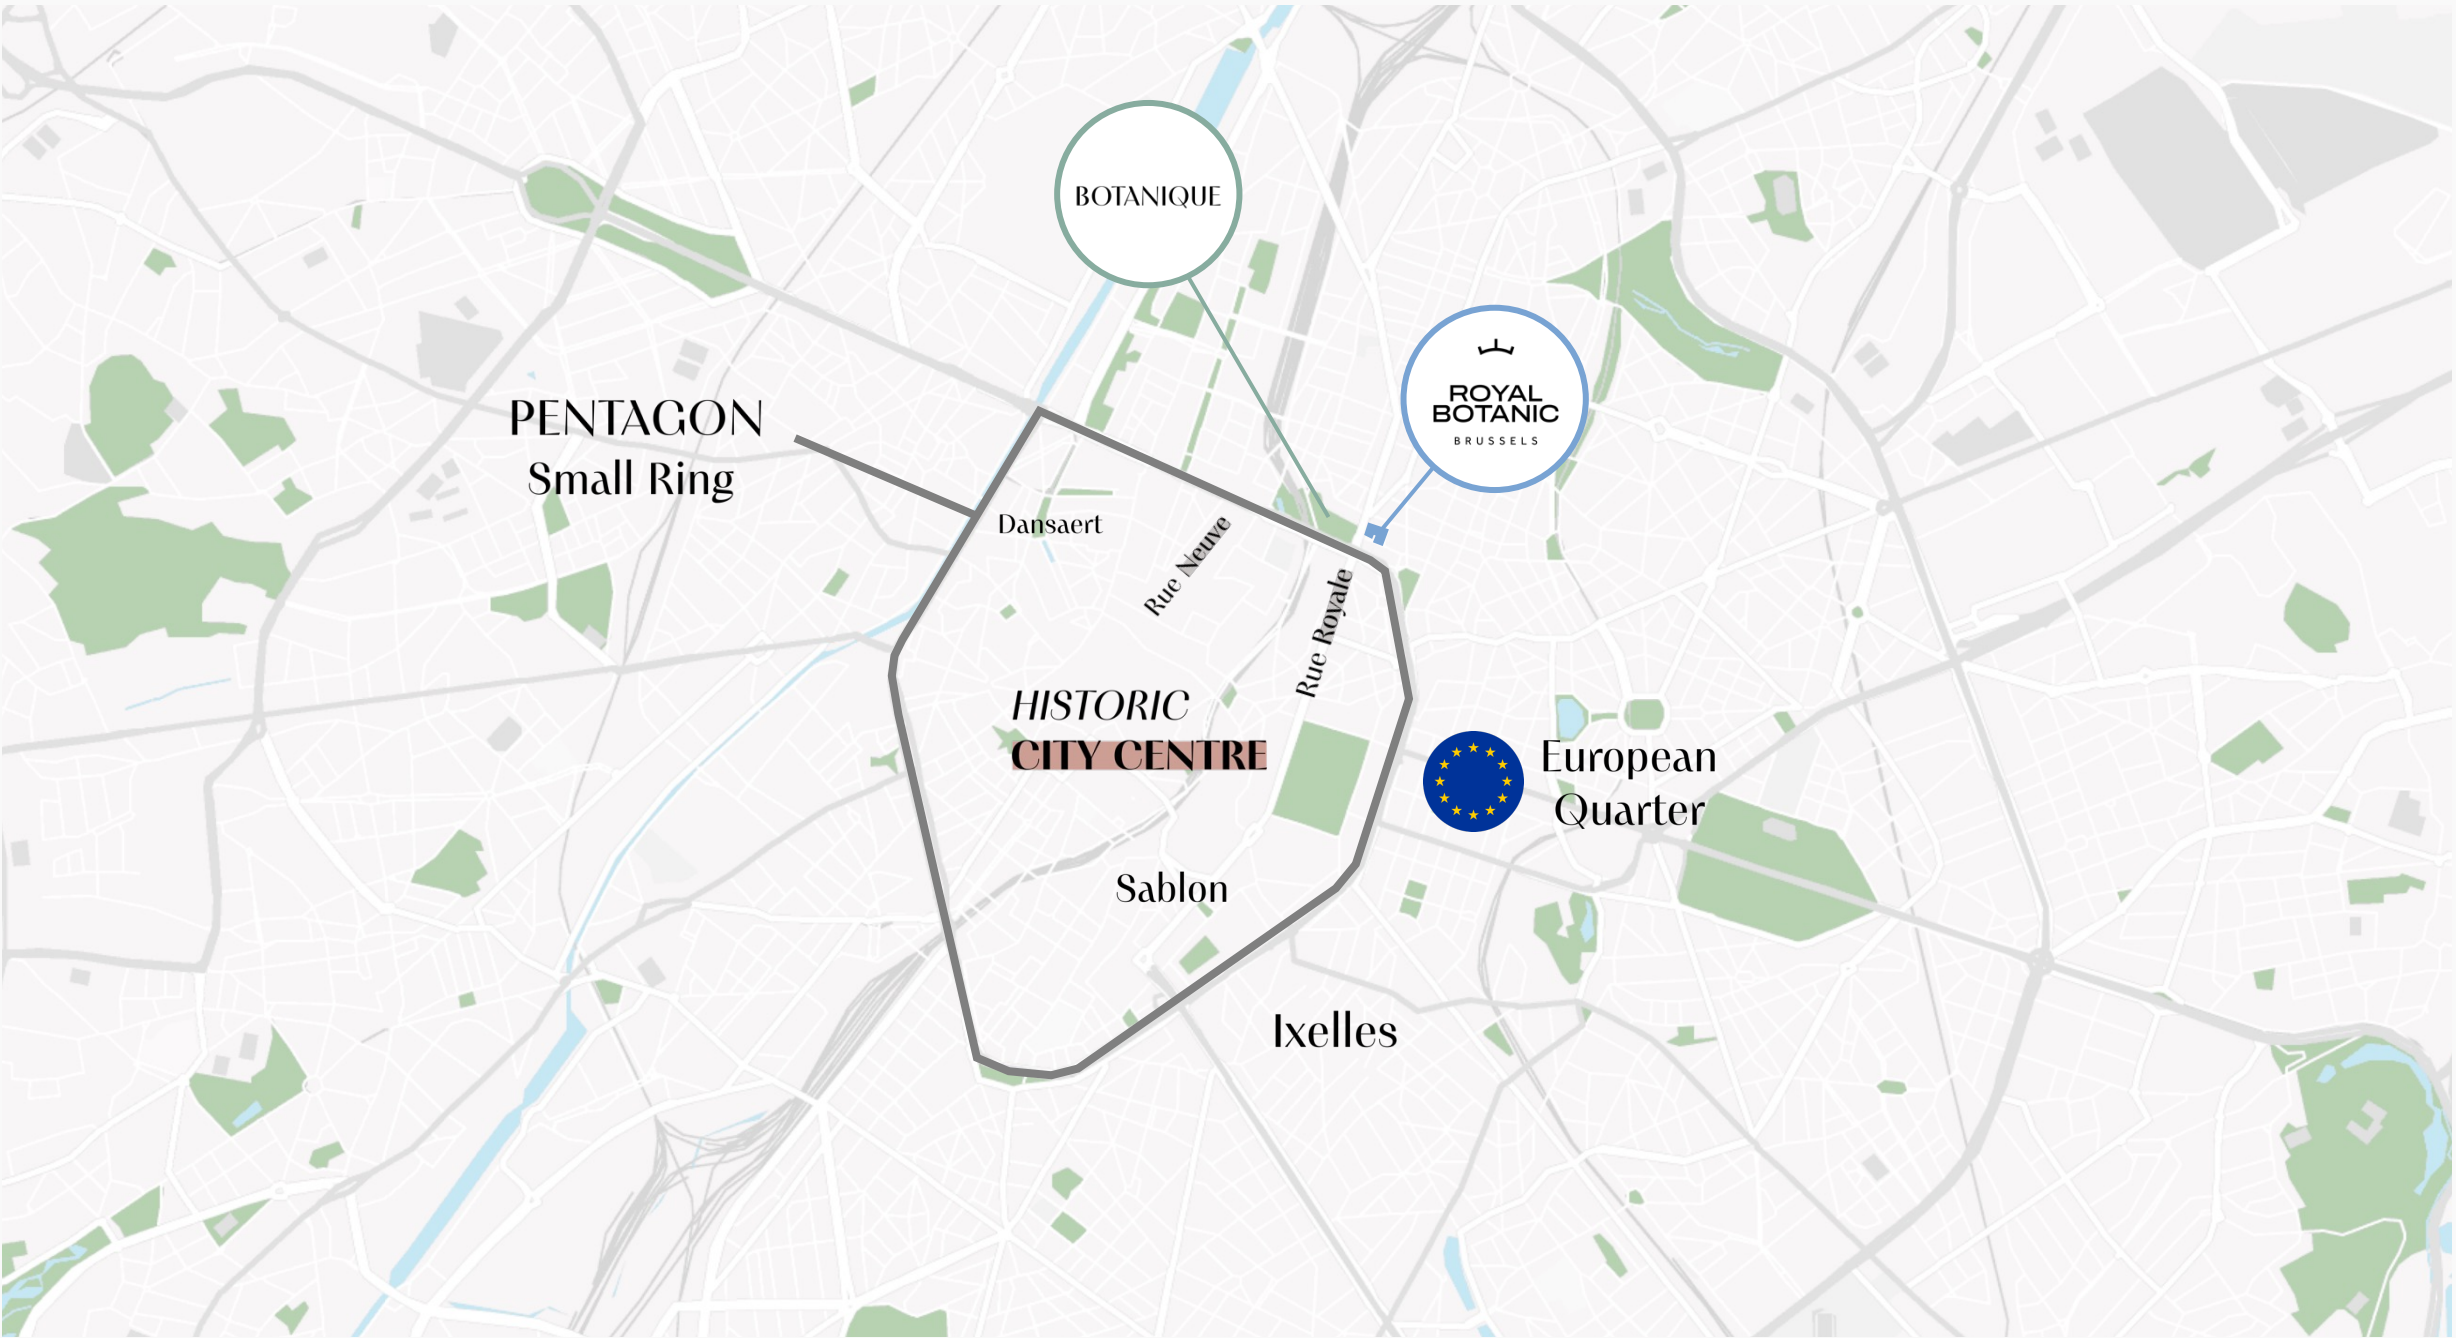 BOTANIQUE
ROYAL
BOTANIC
BRUSSELS
PENTAGON
Small Ring
Dansaert
Rue Neuve
Rue Royale
HISTORIC
CITY CENTRE
European
Quarter
Sablon
Ixelles